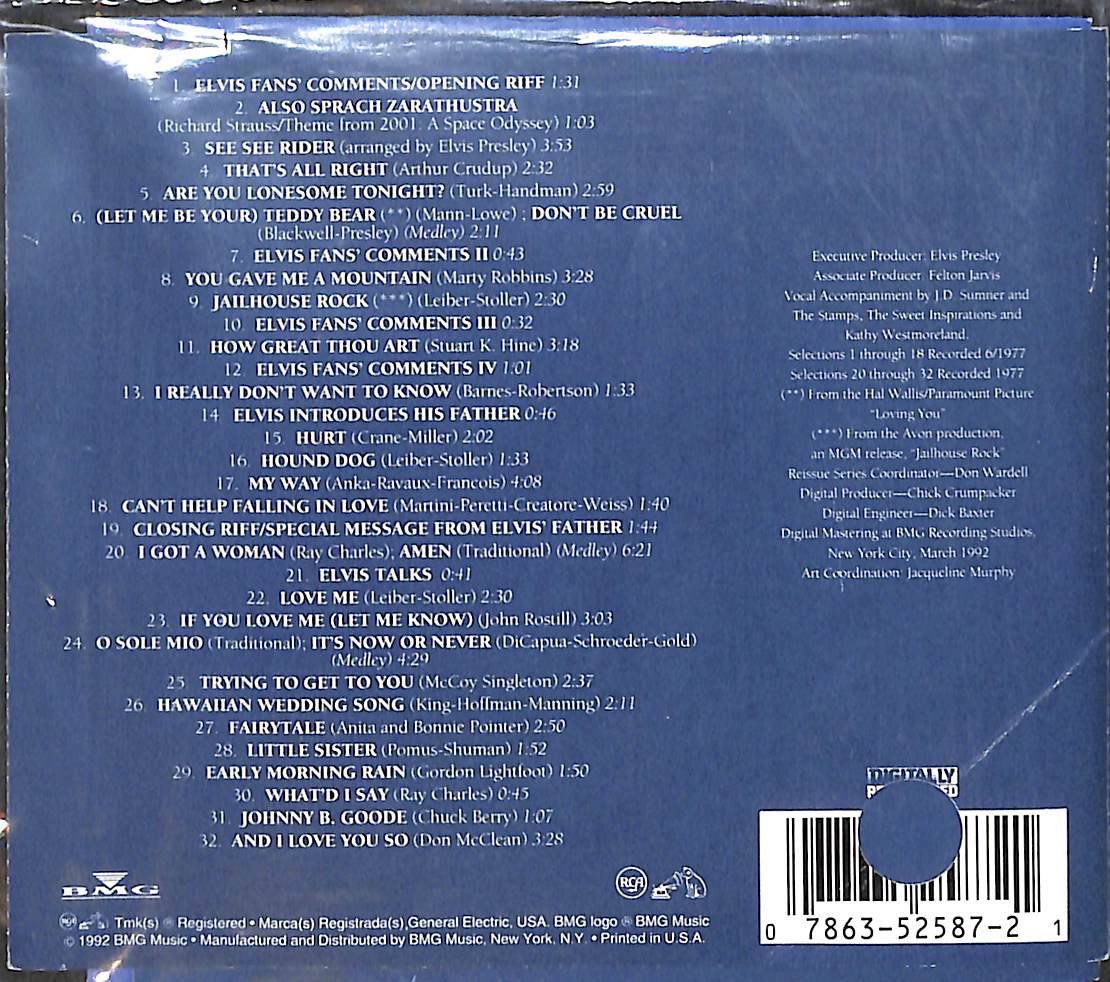 1. ELVIS FANS' COMMENTS/OPENING RIFF 1:31
2. ALSO SPRACH ZARATHUSTRA
(Richard Strauss/Theme from 2001: A Space Odyssey) 1:03
3. SEE SEE RIDER (arranged by Elvis Presley) 3:53
4. THAT'S ALL RIGHT (Arthur Crudup) 2:32
5. ARE YOU LONESOME TONIGHT? (Turk-Handman) 2:59
6. (LET ME BE YOUR) TEDDY BEAR (**) (Mann-Lowe) ; DON'T BE CRUEL
(Blackwell-Presley) (Medley) 2:11
7. ELVIS FANS' COMMENTS II 0:43
8. YOU GAVE ME A MOUNTAIN (Marty Robbins) 3:28
9. JAILHOUSE ROCK (***) (Leiber-Stoller) 2:30
10. ELVIS FANS' COMMENTS III 0:32
11. HOW GREAT THOU ART (Stuart K. Hine) 3:18
12. ELVIS FANS' COMMENTS IV 1:01
13. I REALLY DON'T WANT TO KNOW (Barnes-Robertson) 1:33
14. ELVIS INTRODUCES HIS FATHER 0:46
15. HURT (Crane-Miller) 2:02
16. HOUND DOG (Leiber-Stoller) 1:33
17. MY WAY (Anka-Ravaux-Francois) 4:08
18. CAN'T HELP FALLING IN LOVE (Martini-Peretti-Creatore-Weiss) 1:40
19. CLOSING RIFF/SPECIAL MESSAGE FROM ELVIS' FATHER 1:44
20. I GOT A WOMAN (Ray Charles); AMEN (Traditional) (Medley) 6:21
21. ELVIS TALKS 0:41
22. LOVE ME (Leiber-Stoller) 2:30
23. IF YOU LOVE ME (LET ME KNOW) (John Rostill) 3:03
24. O SOLE MIO (Traditional); IT'S NOW OR NEVER (DiCapua-Schroeder-Gold)
(Medley) 4:29
25. TRYING TO GET TO YOU (McCoy Singleton) 2:37
26. HAWAIIAN WEDDING SONG (King-Hoffman-Manning) 2:11
27. FAIRYTALE (Anita and Bonnie Pointer) 2:50
28. LITTLE SISTER (Pomus-Shuman) 1:52
29. EARLY MORNING RAIN (Gordon Lightfoot) 1:50
30. WHAT'D I SAY (Ray Charles) 0:45
31. JOHNNY B. GOODE (Chuck Berry) 1:07
32. AND I LOVE YOU SO (Don McClean) 3:28
Executive Producer: Elvis Presley
Associate Producer: Felton Jarvis
Vocal Accompaniment by J.D. Sumner and
The Stamps, The Sweet Inspirations and
Kathy Westmoreland.
Selections 1 through 18 Recorded 6/1977
Selections 20 through 32 Recorded 1977
(**) From the Hal Wallis/Paramount Picture
"Loving You"
(***) From the Avon production,
an MGM release, "Jailhouse Rock"
Reissue Series Coordinator—Don Wardell
Digital Producer—Chick Crumpacker
Digital Engineer—Dick Baxter
Digital Mastering at BMG Recording Studios,
New York City, March 1992
Art Coordination: Jacqueline Murphy
DIGITALLY
BMG
RCA
Tmk(s) ® Registered • Marca(s) Registrada(s),General Electric, USA. BMG logo ® BMG Music
© 1992 BMG Music • Manufactured and Distributed by BMG Music, New York, N.Y. • Printed in U.S.A.
0 7863-52587-2 1